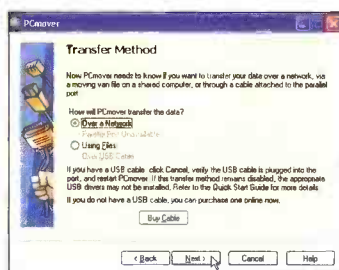 PCmover
Transfer Method
Now PCmover needs to know if you want to transfer your data over a network, via
a moving van file on a shared computer, or through a cable attached to the parallel
port.
How will PCmover transfer the data?
Over a Network
Using Files
If you have a USB cable click Cancel, verify the USB cable is plugged into the
port, and restart PCmover. If this transfer method remains disabled, the appropriate
USB drivers may not be installed. Refer to the Quick Start Guide for more details
If you do not have a USB cable, you can purchase one online now.
Buy Cable
< Back
Next >
Cancel
Help